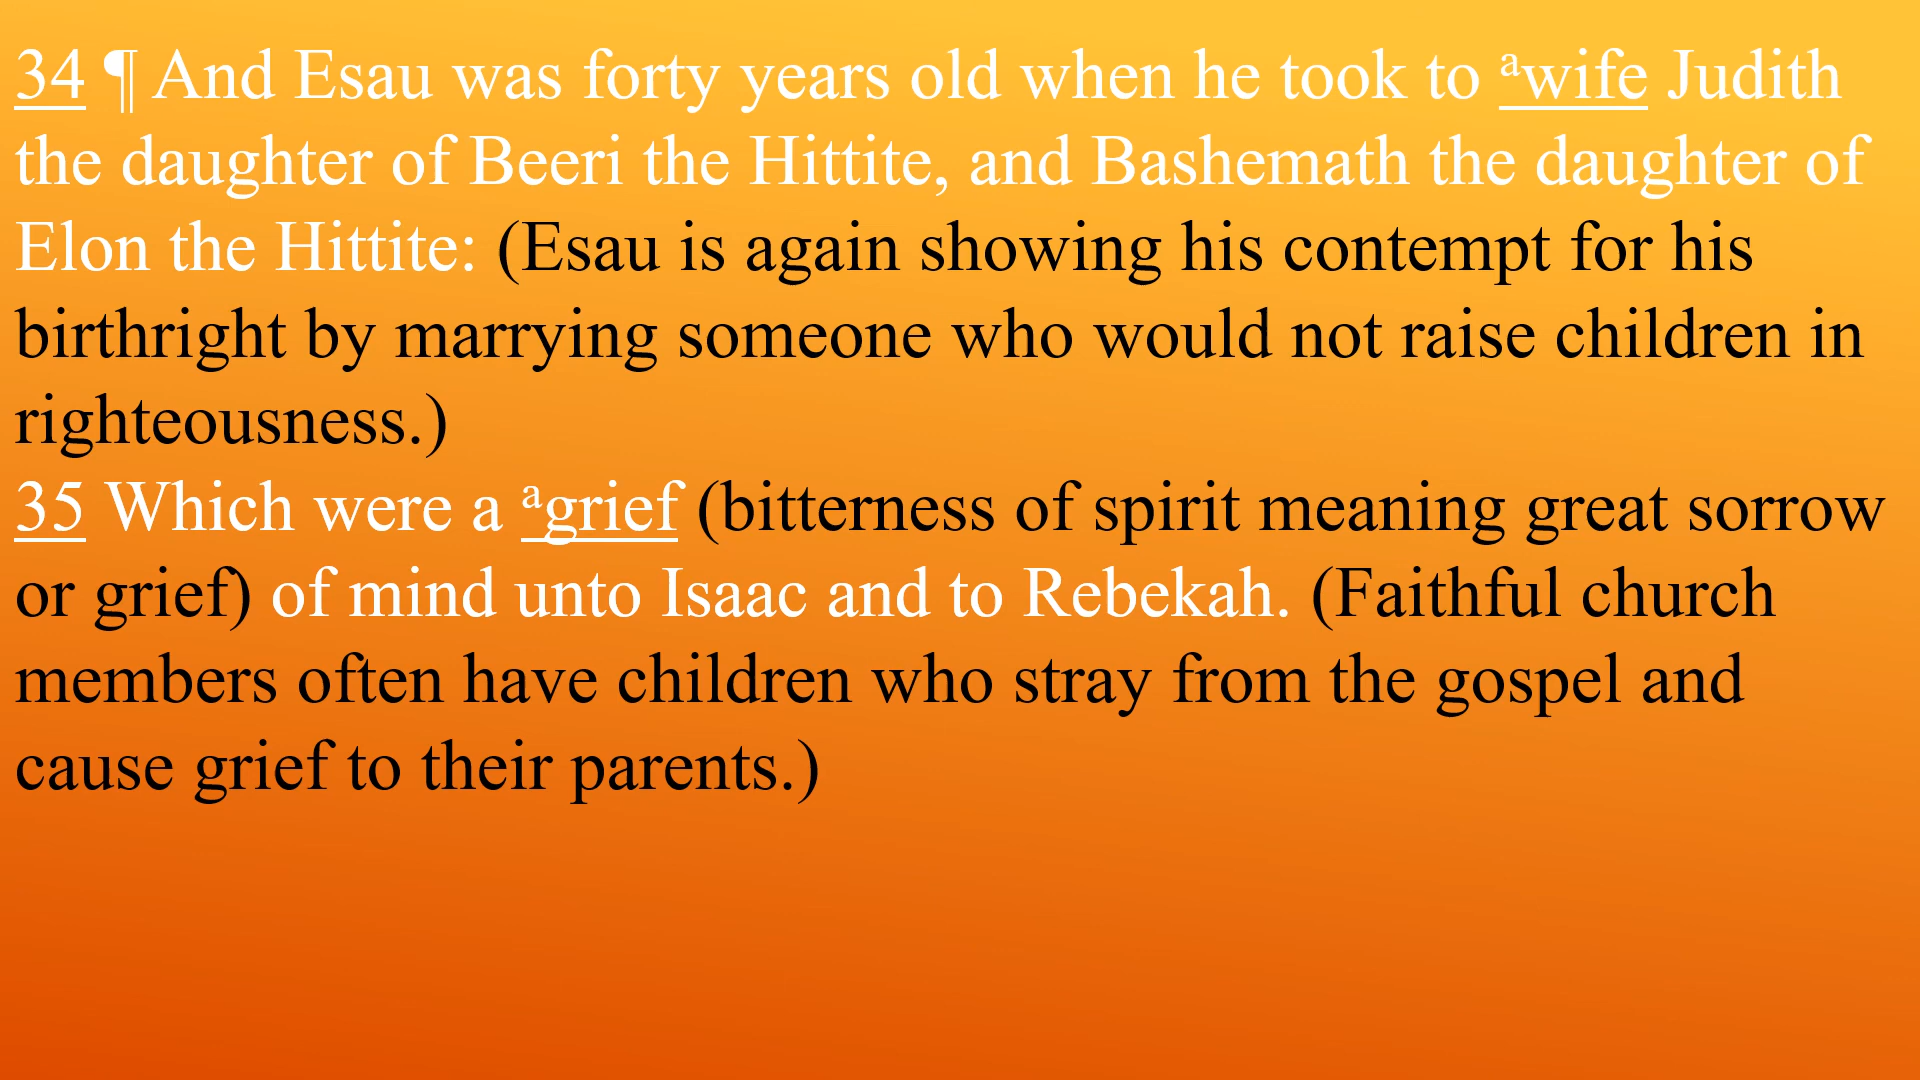 34 ¶ And Esau was forty years old when he took to ᵃwife Judith
the daughter of Beeri the Hittite, and Bashemath the daughter of
Elon the Hittite: (Esau is again showing his contempt for his
birthright by marrying someone who would not raise children in
righteousness.)
35 Which were a ᵃgrief (bitterness of spirit meaning great sorrow
or grief) of mind unto Isaac and to Rebekah. (Faithful church
members often have children who stray from the gospel and
cause grief to their parents.)